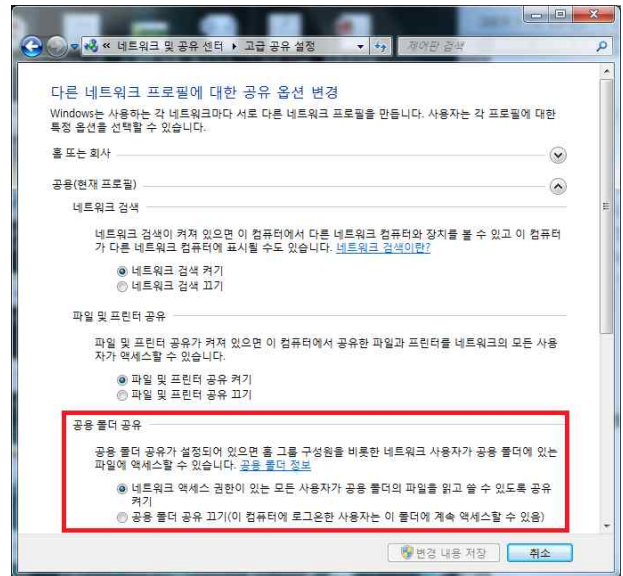 « 네트워크 및 공유 센터 ▸ 고급 공유 설정
제어판 검색
다른 네트워크 프로필에 대한 공유 옵션 변경
Windows는 사용하는 각 네트워크마다 서로 다른 네트워크 프로필을 만듭니다. 사용자는 각 프로필에 대한
특정 옵션을 선택할 수 있습니다.
홈 또는 회사
공용(현재 프로필)
네트워크 검색
네트워크 검색이 켜져 있으면 이 컴퓨터에서 다른 네트워크 컴퓨터와 장치를 볼 수 있고 이 컴퓨터
가 다른 네트워크 컴퓨터에 표시될 수도 있습니다. 네트워크 검색이란?
네트워크 검색 켜기
네트워크 검색 끄기
파일 및 프린터 공유
파일 및 프린터 공유가 켜져 있으면 이 컴퓨터에서 공유한 파일과 프린터를 네트워크의 모든 사용
자가 액세스할 수 있습니다.
파일 및 프린터 공유 켜기
파일 및 프린터 공유 끄기
공용 폴더 공유
공용 폴더 공유가 설정되어 있으면 홈 그룹 구성원을 비롯한 네트워크 사용자가 공용 폴더에 있는
파일에 액세스할 수 있습니다. 공용 폴더 정보
네트워크 액세스 권한이 있는 모든 사용자가 공용 폴더의 파일을 읽고 쓸 수 있도록 공유
켜기
공용 폴더 공유 끄기(이 컴퓨터에 로그온한 사용자는 이 폴더에 계속 액세스할 수 있음)
변경 내용 저장
취소